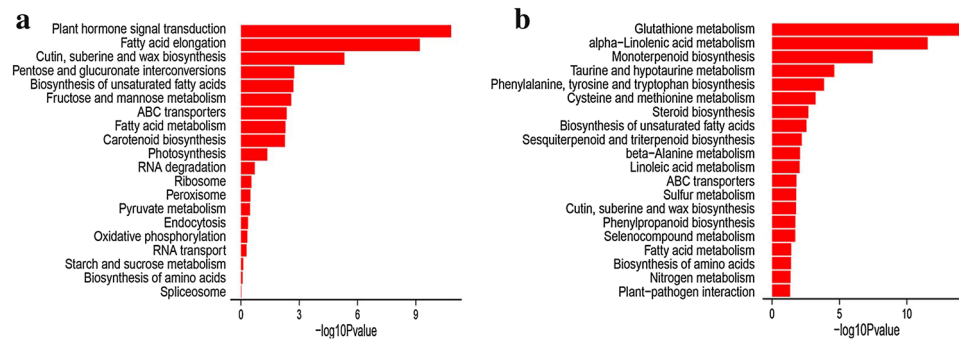 a
Plant hormone signal transduction
Fatty acid elongation
Cutin, suberine and wax biosynthesis
Pentose and glucuronate interconversions
Biosynthesis of unsaturated fatty acids
Fructose and mannose metabolism
ABC transporters
Fatty acid metabolism
Carotenoid biosynthesis
Photosynthesis
RNA degradation
Ribosome
Peroxisome
Pyruvate metabolism
Endocytosis
Oxidative phosphorylation
RNA transport
Starch and sucrose metabolism
Biosynthesis of amino acids
Spliceosome
0 3 6 9
−log10Pvalue
b
Glutathione metabolism
alpha−Linolenic acid metabolism
Monoterpenoid biosynthesis
Taurine and hypotaurine metabolism
Phenylalanine, tyrosine and tryptophan biosynthesis
Cysteine and methionine metabolism
Steroid biosynthesis
Biosynthesis of unsaturated fatty acids
Sesquiterpenoid and triterpenoid biosynthesis
beta−Alanine metabolism
Linoleic acid metabolism
ABC transporters
Sulfur metabolism
Cutin, suberine and wax biosynthesis
Phenylpropanoid biosynthesis
Selenocompound metabolism
Fatty acid metabolism
Biosynthesis of amino acids
Nitrogen metabolism
Plant−pathogen interaction
0 5 10
−log10Pvalue